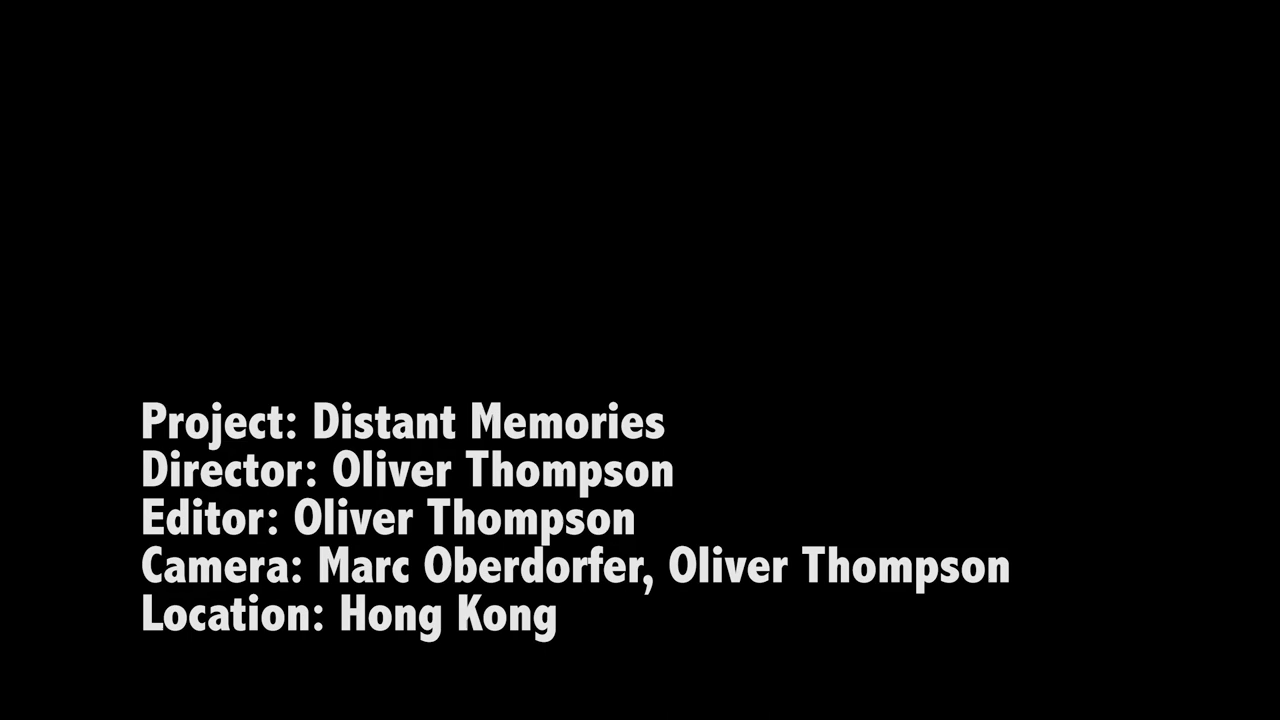 Project: Distant Memories
Director: Oliver Thompson
Editor: Oliver Thompson
Camera: Marc Oberdorfer, Oliver Thompson
Location: Hong Kong